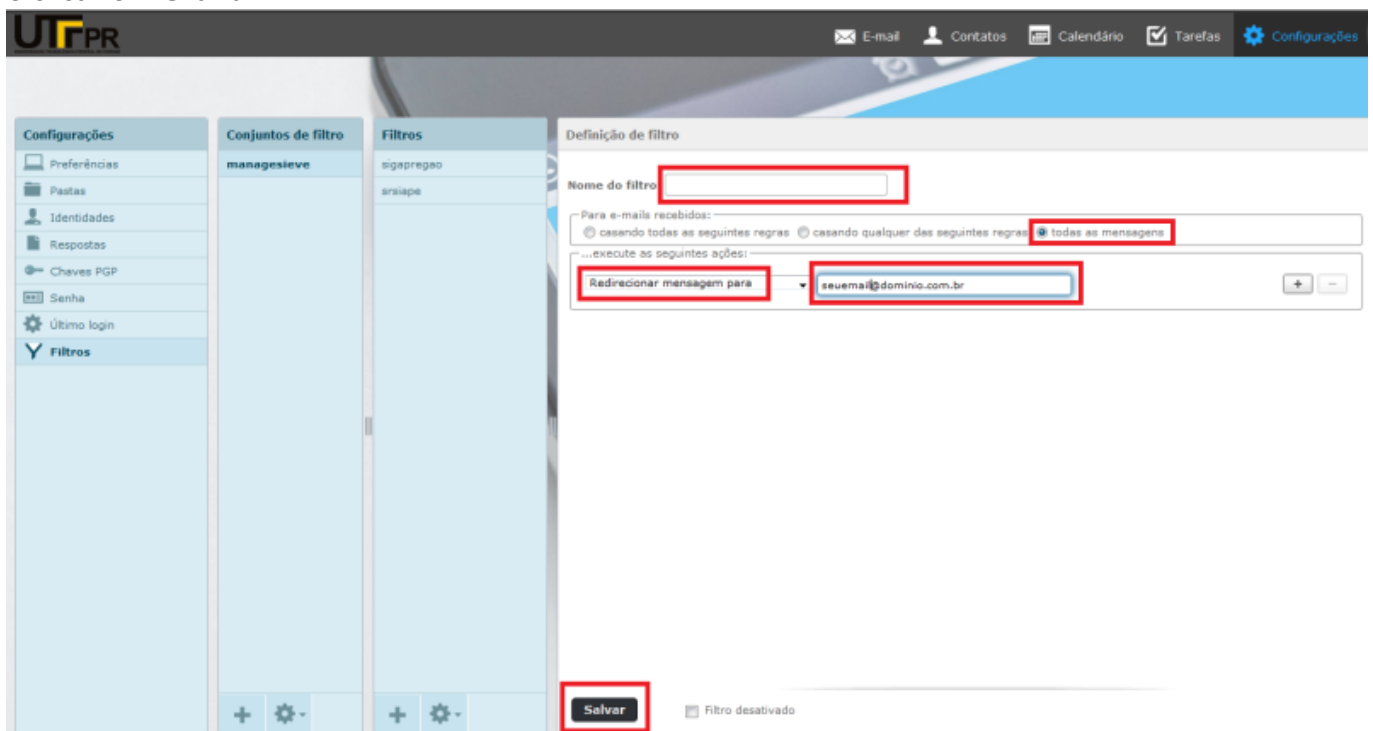 UTFPR
E-mail
Contatos
Calendário
Tarefas
Configurações
Configurações
Preferências
Pastas
Identidades
Respostas
Chaves PGP
Senha
Último login
Filtros
Conjuntos de filtro
managesieve
Filtros
sigapregao
srsiape
Definição de filtro
Nome do filtro
Para e-mails recebidos:
casando todas as seguintes regras casando qualquer das seguintes regras todas as mensagens
...execute as seguintes ações:
Redirecionar mensagem para seuemail@dominio.com.br + -
Salvar Filtro desativado